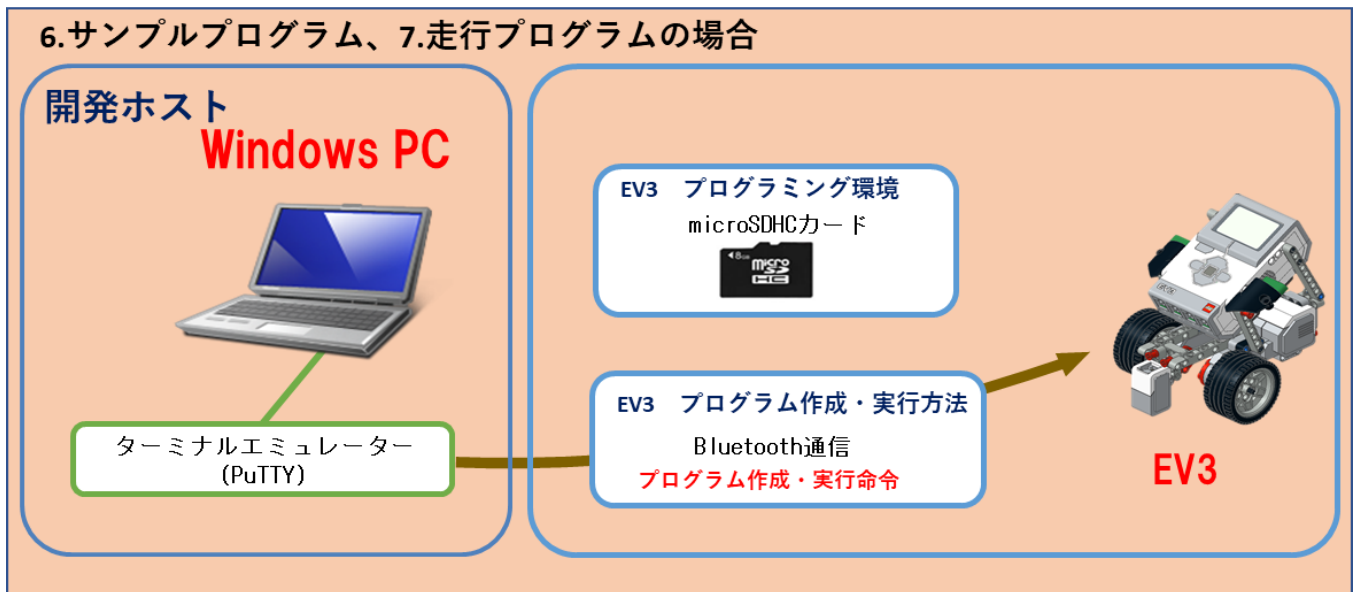 6.サンプルプログラム、7.走行プログラムの場合
開発ホスト
Windows PC
ターミナルエミュレーター
(PuTTY)
EV3 プログラミング環境
microSDHCカード
8GB
micro
SD
HC
EV3 プログラム作成・実行方法
Bluetooth通信
プログラム作成・実行命令
EV3
EV3